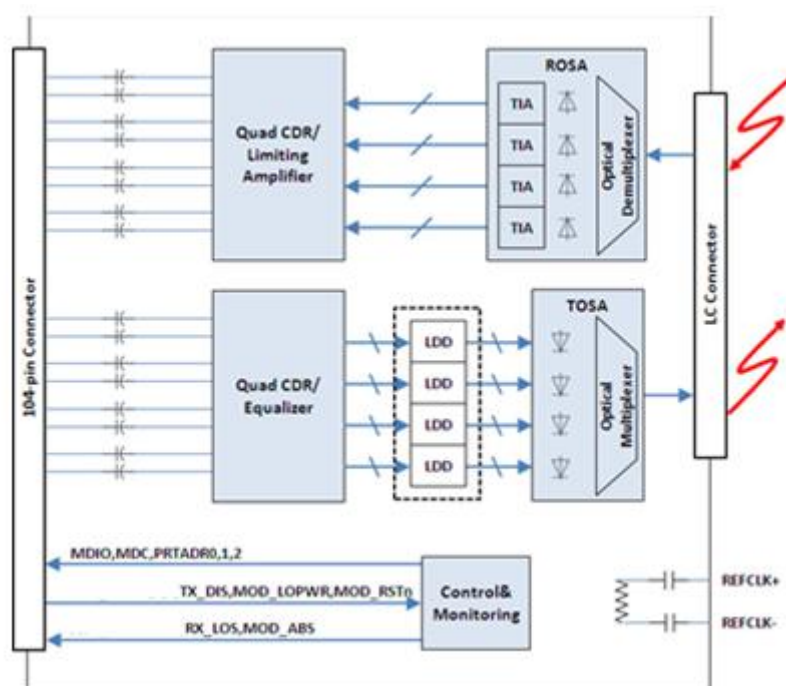 104-pin Connector
Quad CDR/
Limiting
Amplifier
ROSA
TIA
TIA
TIA
TIA
Optical
Demultiplexer
LC Connector
Quad CDR/
Equalizer
LDD
LDD
LDD
LDD
TOSA
Optical
Multiplexer
MDIO,MDC,PRTADR0,1,2
TX_DIS,MOD_LOPWR,MOD_RSTn
RX_LOS,MOD_ABS
Control&
Monitoring
REFCLK+
REFCLK-